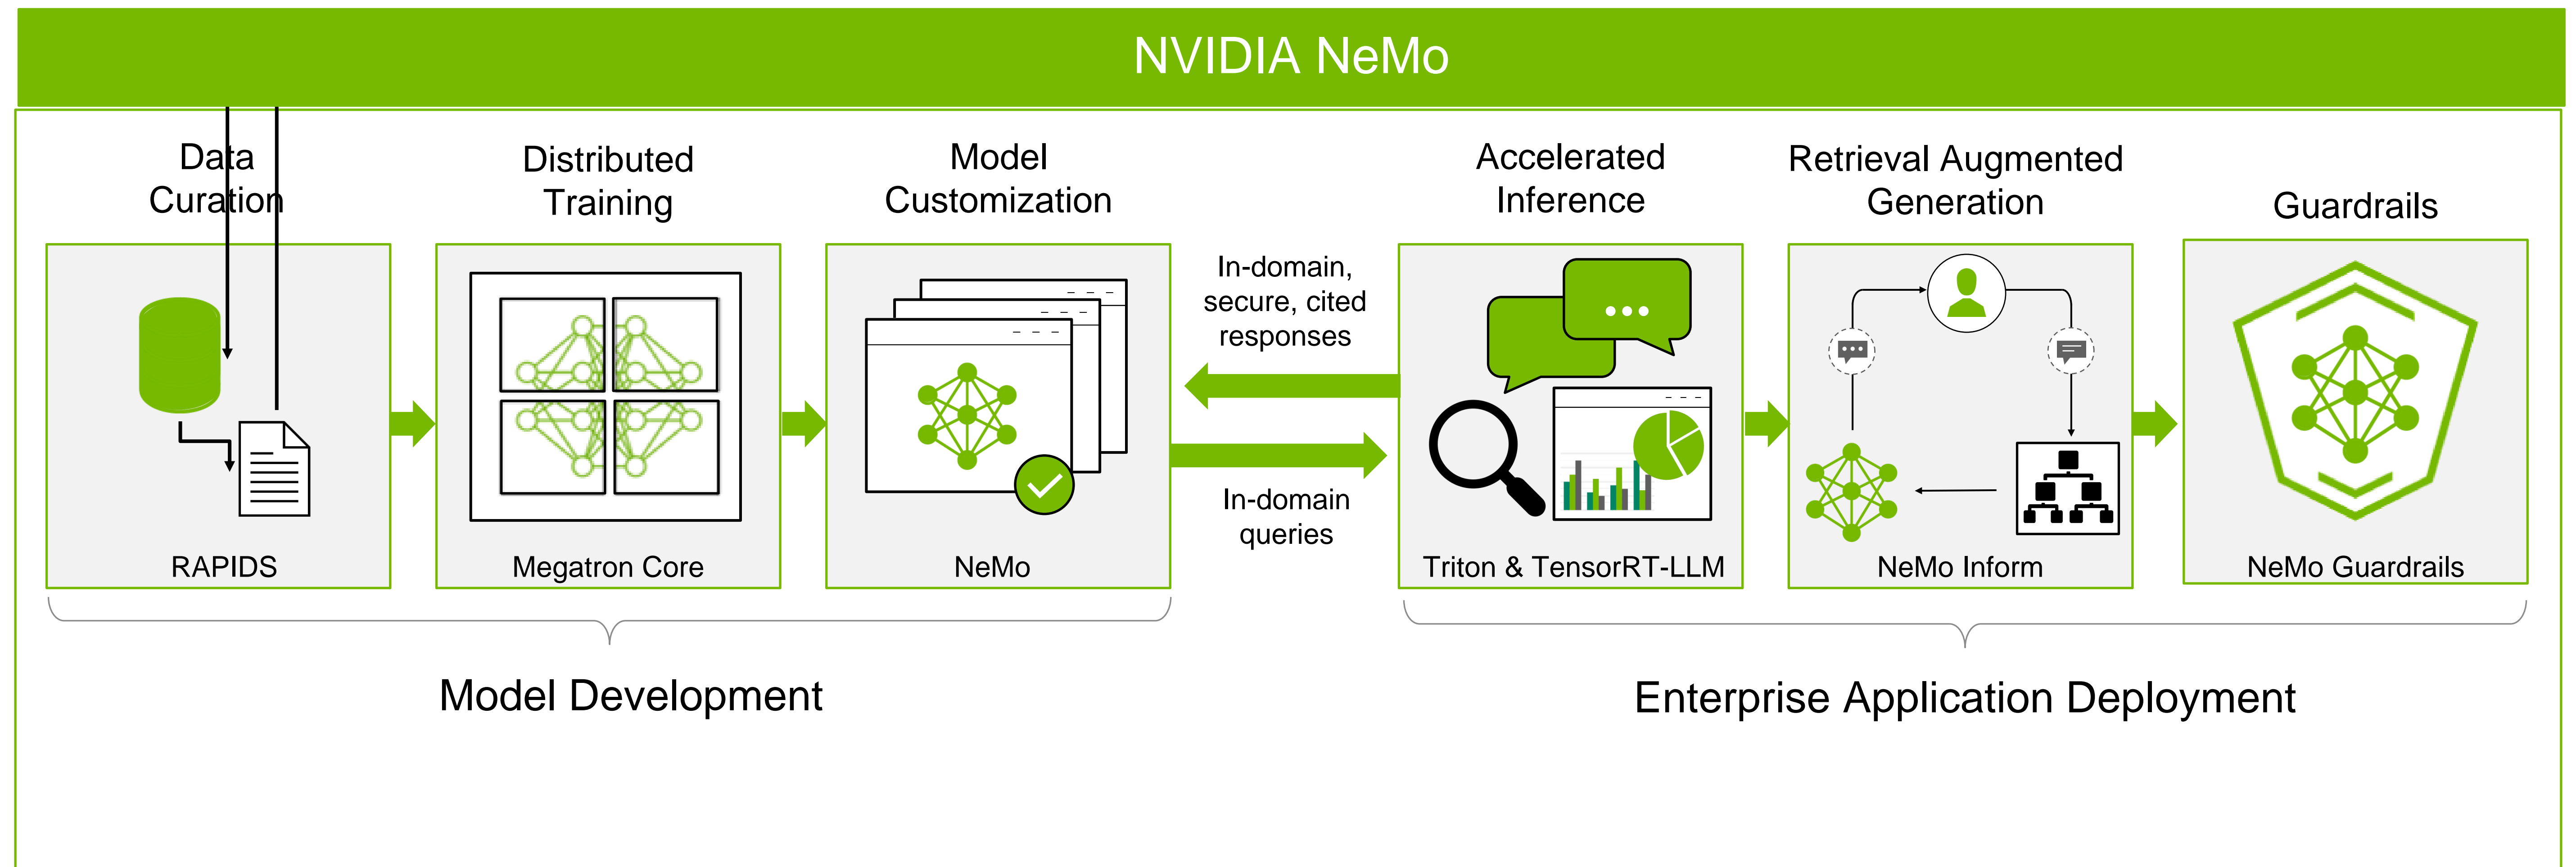 NVIDIA NeMo
Data
Curation
Distributed
Training
Model
Customization
Accelerated
Inference
Retrieval Augmented
Generation
Guardrails
In-domain,
secure, cited
responses
In-domain
queries
RAPIDS
Megatron Core
NeMo
Triton & TensorRT-LLM
NeMo Inform
NeMo Guardrails
Model Development
Enterprise Application Deployment